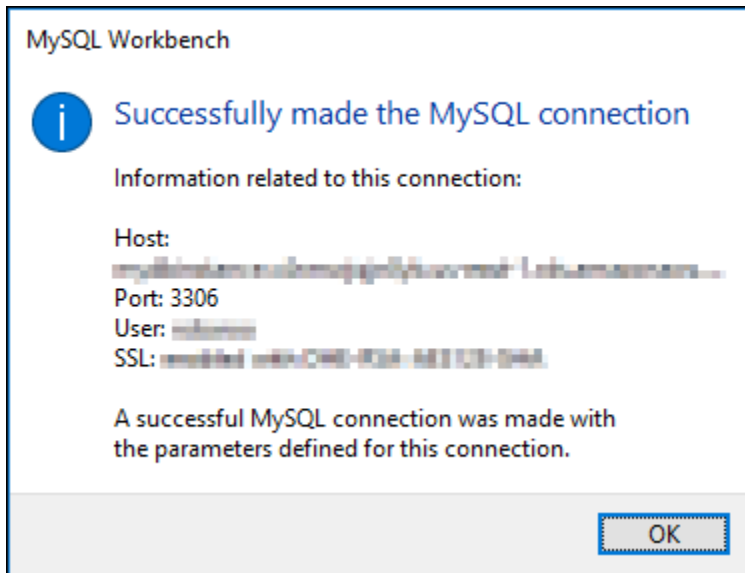 MySQL Workbench
i
Successfully made the MySQL connection
Information related to this connection:
Host:
Port: 3306
User:
SSL:
A successful MySQL connection was made with
the parameters defined for this connection.
OK